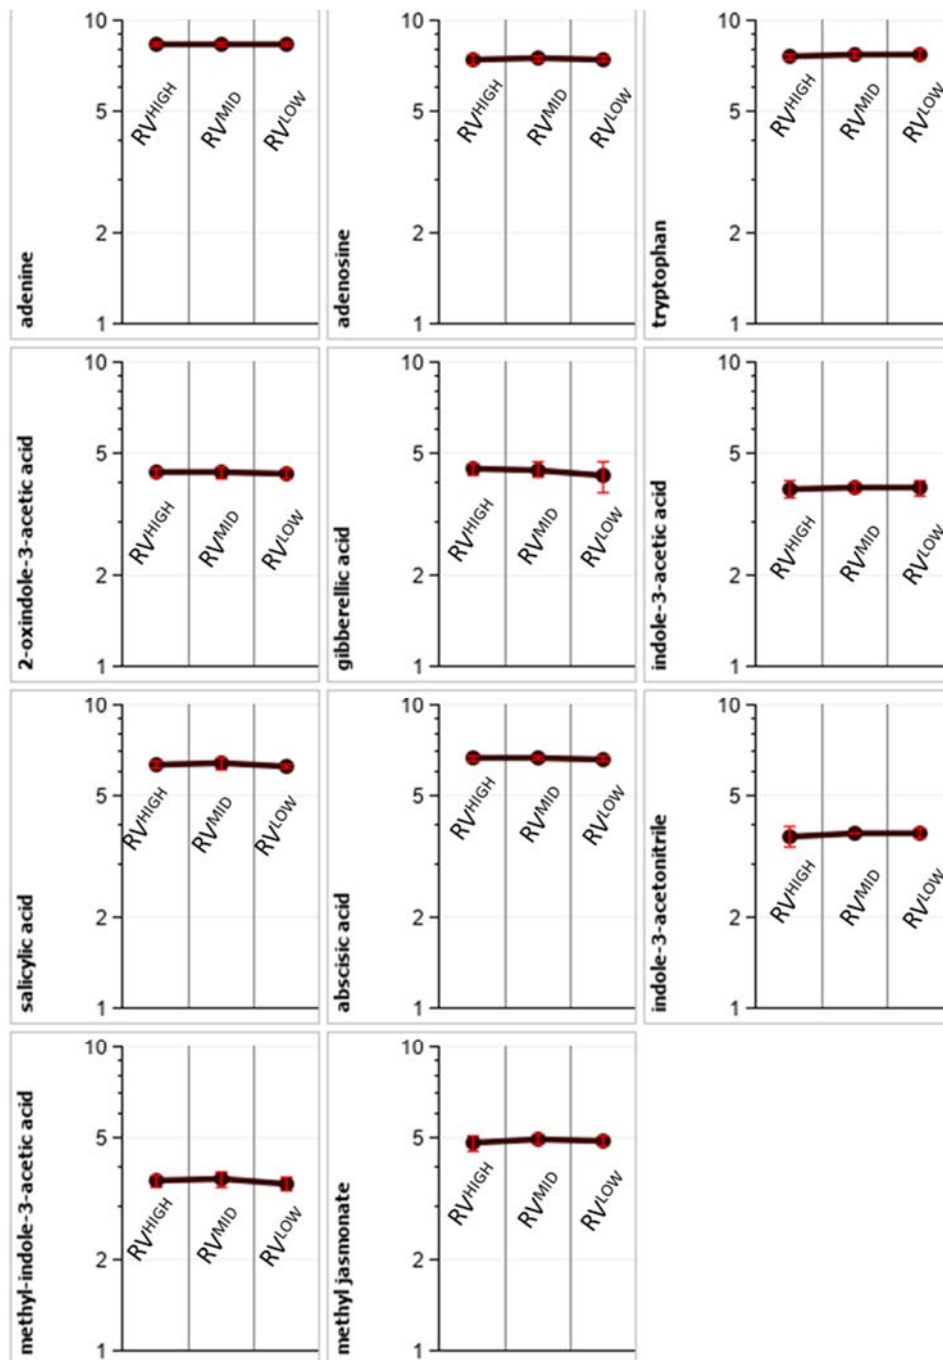 10
5
2
1
adenine
RV^HIGH
RV^MID
RV^LOW
10
5
2
1
adenosine
RV^HIGH
RV^MID
RV^LOW
10
5
2
1
tryptophan
RV^HIGH
RV^MID
RV^LOW
10
5
2
1
2-oxindole-3-acetic acid
RV^HIGH
RV^MID
RV^LOW
10
5
2
1
gibberellic acid
RV^HIGH
RV^MID
RV^LOW
10
5
2
1
indole-3-acetic acid
RV^HIGH
RV^MID
RV^LOW
10
5
2
1
salicylic acid
RV^HIGH
RV^MID
RV^LOW
10
5
2
1
abscisic acid
RV^HIGH
RV^MID
RV^LOW
10
5
2
1
indole-3-acetonitrile
RV^HIGH
RV^MID
RV^LOW
10
5
2
1
methyl-indole-3-acetic acid
RV^HIGH
RV^MID
RV^LOW
10
5
2
1
methyl jasmonate
RV^HIGH
RV^MID
RV^LOW